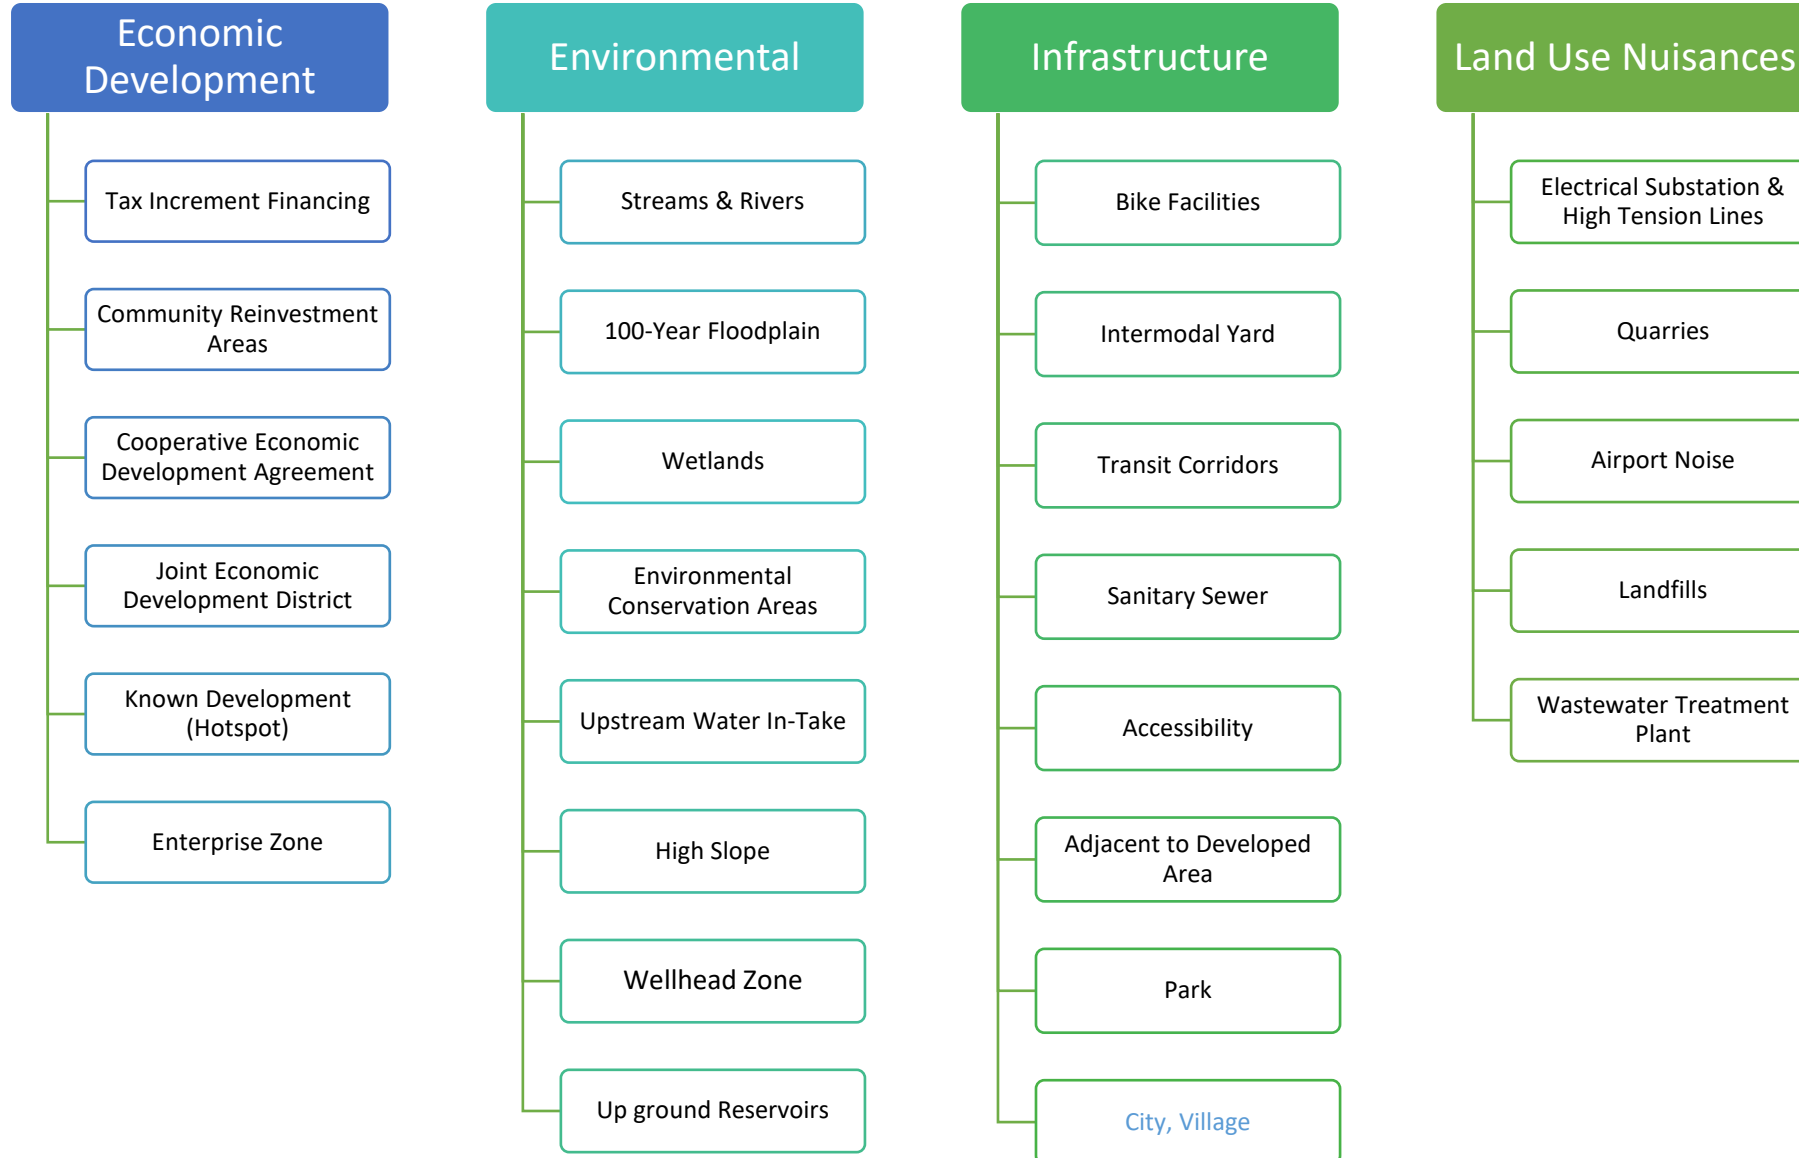 Economic
Development
Tax Increment Financing
Community Reinvestment
Areas
Cooperative Economic
Development Agreement
Joint Economic
Development District
Known Development
(Hotspot)
Enterprise Zone
Environmental
Streams & Rivers
100-Year Floodplain
Wetlands
Environmental
Conservation Areas
Upstream Water In-Take
High Slope
Wellhead Zone
Up ground Reservoirs
Infrastructure
Bike Facilities
Intermodal Yard
Transit Corridors
Sanitary Sewer
Accessibility
Adjacent to Developed
Area
Park
City, Village
Land Use Nuisances
Electrical Substation &
High Tension Lines
Quarries
Airport Noise
Landfills
Wastewater Treatment
Plant